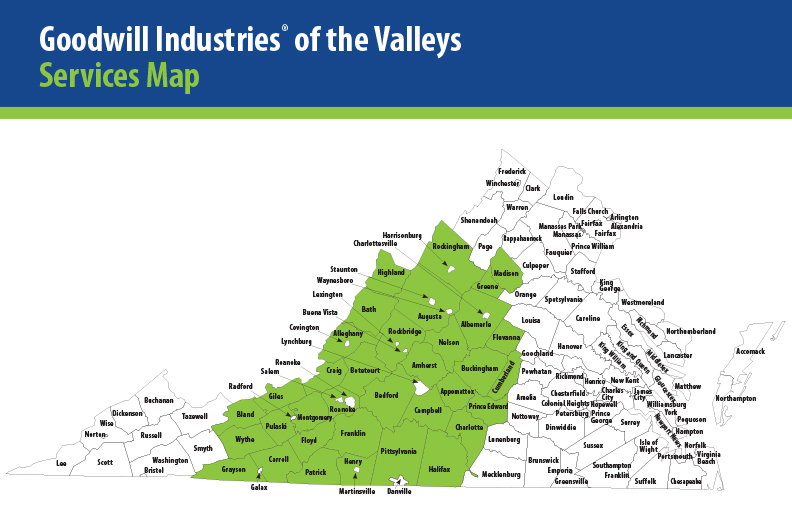 Goodwill Industries® of the Valleys
Services Map
Frederick
Winchester
Clark
Loudin
Warren
Shenandoah
Falls Church
Arlington
Fairfax
Alexandria
Manassas Park
Manassas
Fairfax
Harrisonburg
Charlottesville
Rockingham
Page
Rappahannock
Prince William
Fauquier
Staunton
Highland
Madison
Culpeper
Stafford
Waynesboro
Greene
King
George
Lexington
Orange
Spotsylvania
Westmoreland
Buena Vista
Bath
Augusta
Albemerle
Louisa
Caroline
Richmond
Essex
Northemberland
Covington
Alleghany
Rockbridge
Nelson
Flevanna
Hanover
King and Queen
King William
Middlesex
Lancaster
Accomack
Lynchburg
Goochland
Roanoke
Salem
Craig
Botetourt
Amherst
Buckingham
Cumberland
Powhatan
Richmond
Henrico
New Kent
Gloucester
Matthew
Radford
Giles
Bedford
Appomattox
Amelia
Chesterfield
Charles
City
James
City
Northampton
Buchanan
Roanoke
Montgomery
Campbell
Prince Edward
Colonial Heights
Hopewell
Williamsburg
York
Dickenson
Tazewell
Bland
Pulaski
Nottoway
Petersburg
Prince
George
Surrey
Newport News
Poquoson
Wise
Charlotte
Dinwiddie
Hampton
Norton
Russell
Wythe
Floyd
Franklin
Lunenburg
Sussex
Isle of
Wight
Norfolk
Smyth
Pittsylvania
Portsmouth
Virginia
Beach
Lee
Scott
Washington
Bristol
Grayson
Carroll
Patrick
Henry
Halifax
Mecklenburg
Brunswick
Emporia
Greensville
Southampton
Franklin
Suffolk
Chesapeake
Galax
Martinsville
Danville